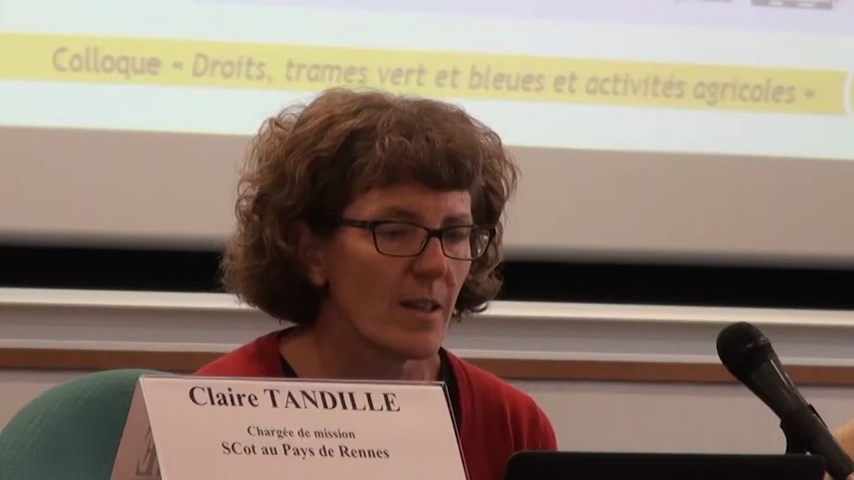 Colloque « Droits, trames vert et bleues et activités agricoles »
Claire TANDILLE
Chargée de mission
SCot au Pays de Rennes